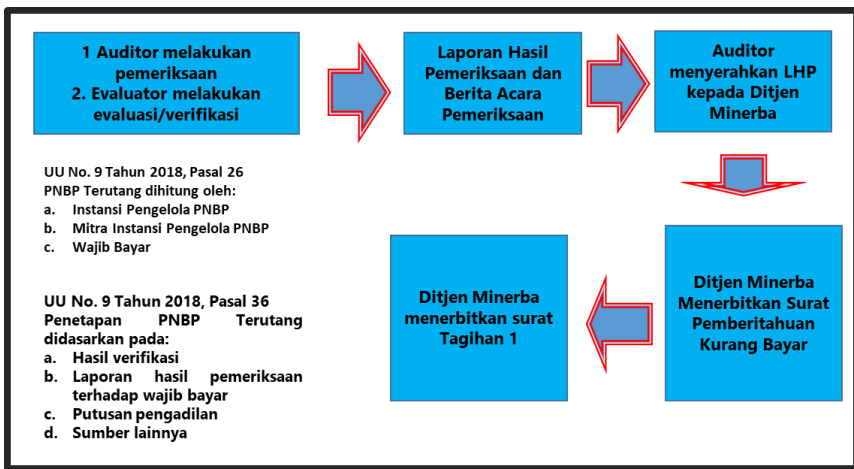 1 Auditor melakukan
pemeriksaan
2. Evaluator melakukan
evaluasi/verifikasi
Laporan Hasil
Pemeriksaan dan
Berita Acara
Pemeriksaan
Auditor
menyerahkan LHP
kepada Ditjen
Minerba
Ditjen Minerba
Menerbitkan Surat
Pemberitahuan
Kurang Bayar
Ditjen Minerba
menerbitkan surat
Tagihan 1
UU No. 9 Tahun 2018, Pasal 26
PNBP Terutang dihitung oleh:
a. Instansi Pengelola PNBP
b. Mitra Instansi Pengelola PNBP
c. Wajib Bayar
UU No. 9 Tahun 2018, Pasal 36
Penetapan PNBP Terutang
didasarkan pada:
a. Hasil verifikasi
b. Laporan hasil pemeriksaan
terhadap wajib bayar
c. Putusan pengadilan
d. Sumber lainnya